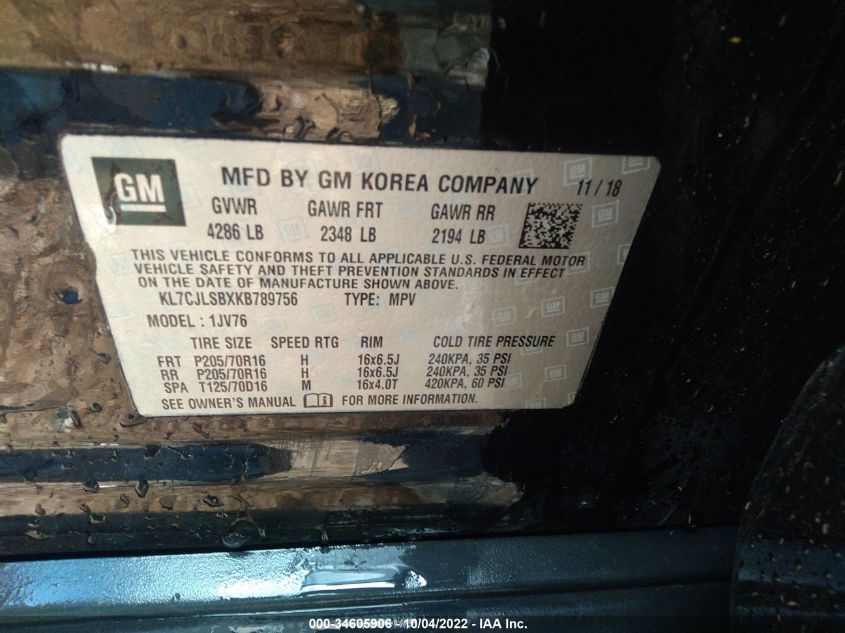 GM
MFD BY GM KOREA COMPANY 11/18
GVWR GAWR FRT GAWR RR
4286 LB 2348 LB 2194 LB
THIS VEHICLE CONFORMS TO ALL APPLICABLE U.S. FEDERAL MOTOR
VEHICLE SAFETY AND THEFT PREVENTION STANDARDS IN EFFECT
ON THE DATE OF MANUFACTURE SHOWN ABOVE.
KL7CJLSBXKB789756 TYPE: MPV
MODEL : 1JV76
TIRE SIZE SPEED RTG RIM COLD TIRE PRESSURE
FRT P205/70R16 H 16x6.5J 240KPA, 35 PSI
RR P205/70R16 H 16x6.5J 240KPA, 35 PSI
SPA T125/70D16 M 16x4.0T 420KPA, 60 PSI
SEE OWNER'S MANUAL FOR MORE INFORMATION.
000-34605906 - 10/04/2022 - IAA Inc.